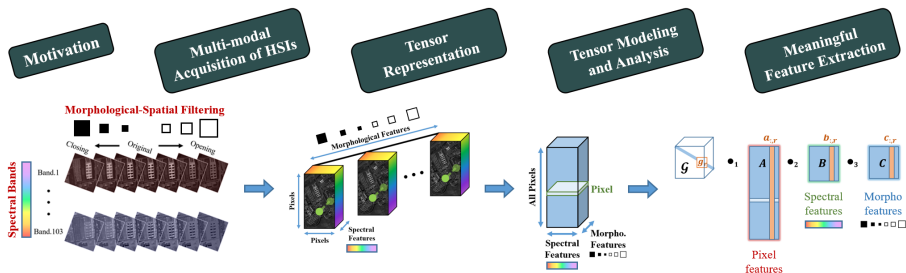 Motivation
Multi-modal
Acquisition of HSIs
Tensor
Representation
Tensor Modeling
and Analysis
Meaningful
Feature Extraction
Morphological-Spatial Filtering
Closing
Original
Opening
Spectral Bands
Band.1
Band.103
Morphological Features
Pixels
Pixels
Spectral
Features
All Pixels
Pixel
Spectral
Features
Morpho.
Features
G
g
•1
a:,r
A
Pixel
features
•2
b:,r
B
Spectral
features
•3
c:,r
C
Morpho
features